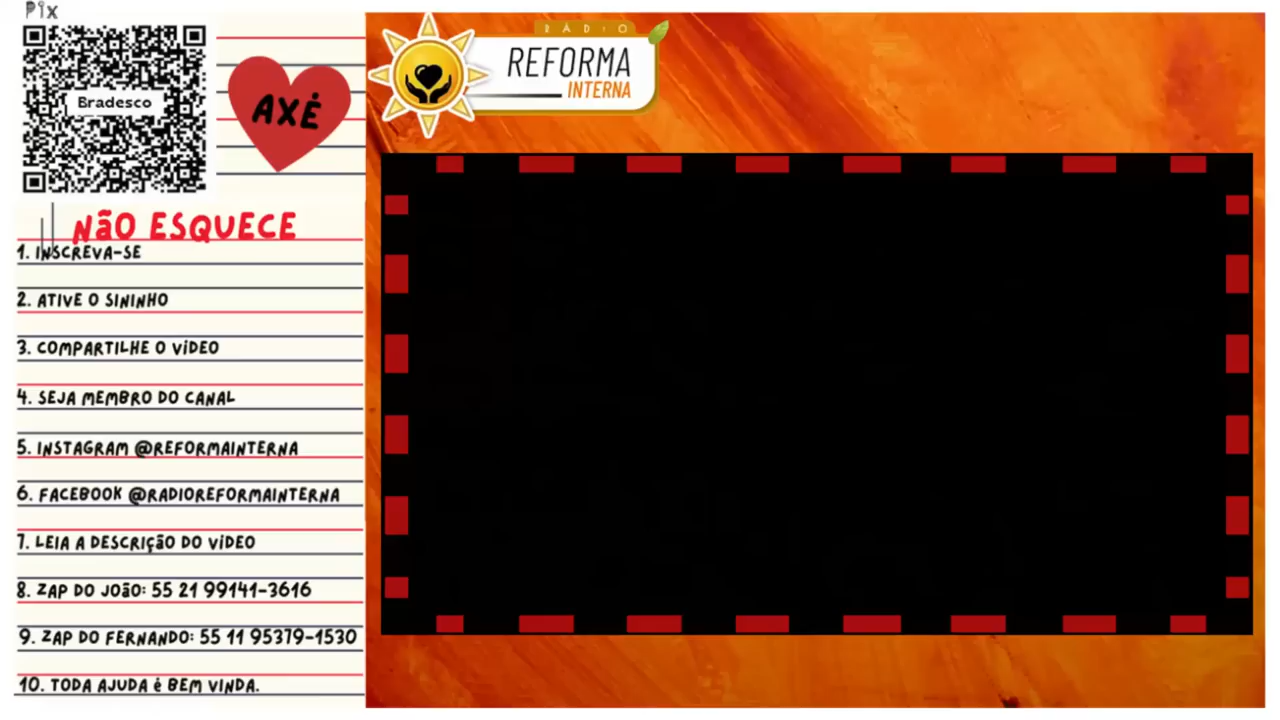 Pix
Bradesco
AXÉ
NãO ESQUECE
1. INSCREVA-SE
2. ATIVE O SININHO
3. COMPARTILHE O VÍDEO
4. SEJA MEMBRO DO CANAL
5. INSTAGRAM @REFORMAINTERNA
6. FACEBOOK @RADIOREFORMAINTERNA
7. LEIA A DESCRIÇãO DO VÍDEO
8. ZAP DO JOãO: 55 21 99141-3616
9. ZAP DO FERNANDO: 55 11 95379-1530
10. TODA AJUDA é BEM VINDA.
RÁDIO
REFORMA
INTERNA